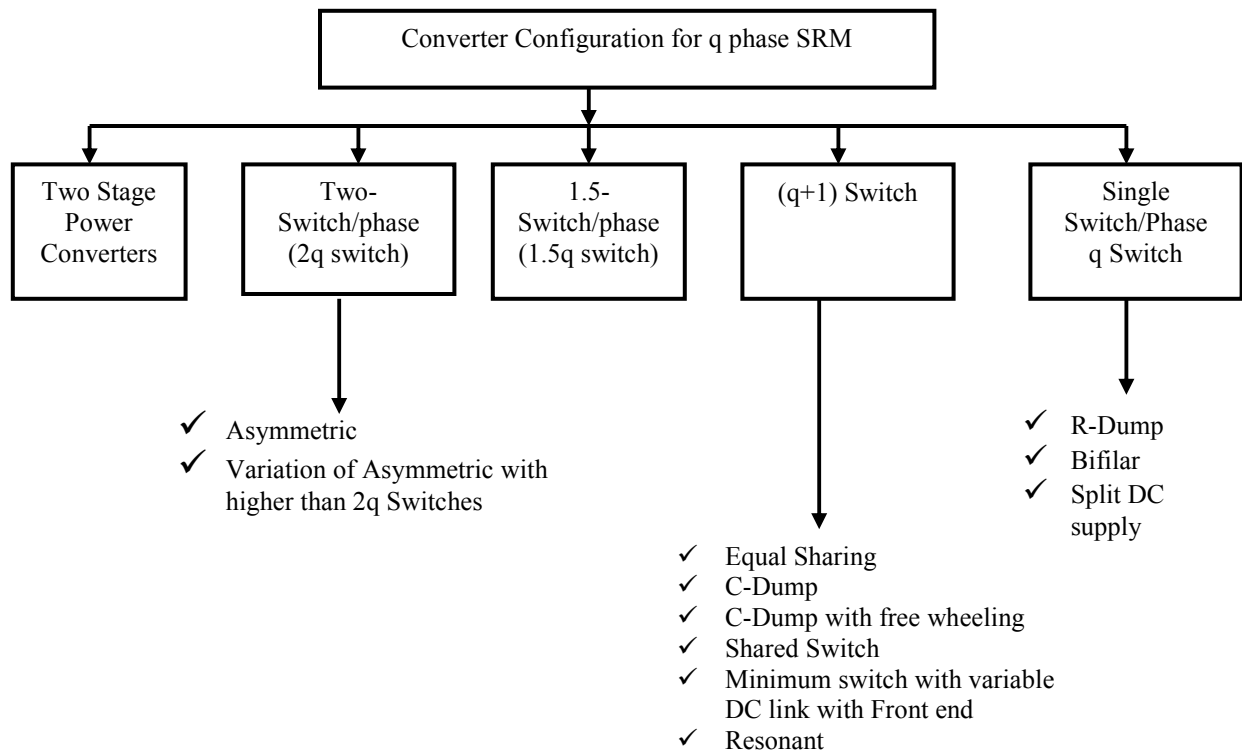 Converter Configuration for q phase SRM
Two Stage
Power
Converters
Two-
Switch/phase
(2q switch)
1.5-
Switch/phase
(1.5q switch)
(q+1) Switch
Single
Switch/Phase
q Switch
✓ Asymmetric
✓ Variation of Asymmetric with
higher than 2q Switches
✓ Equal Sharing
✓ C-Dump
✓ C-Dump with free wheeling
✓ Shared Switch
✓ Minimum switch with variable
DC link with Front end
✓ Resonant
✓ R-Dump
✓ Bifilar
✓ Split DC
supply